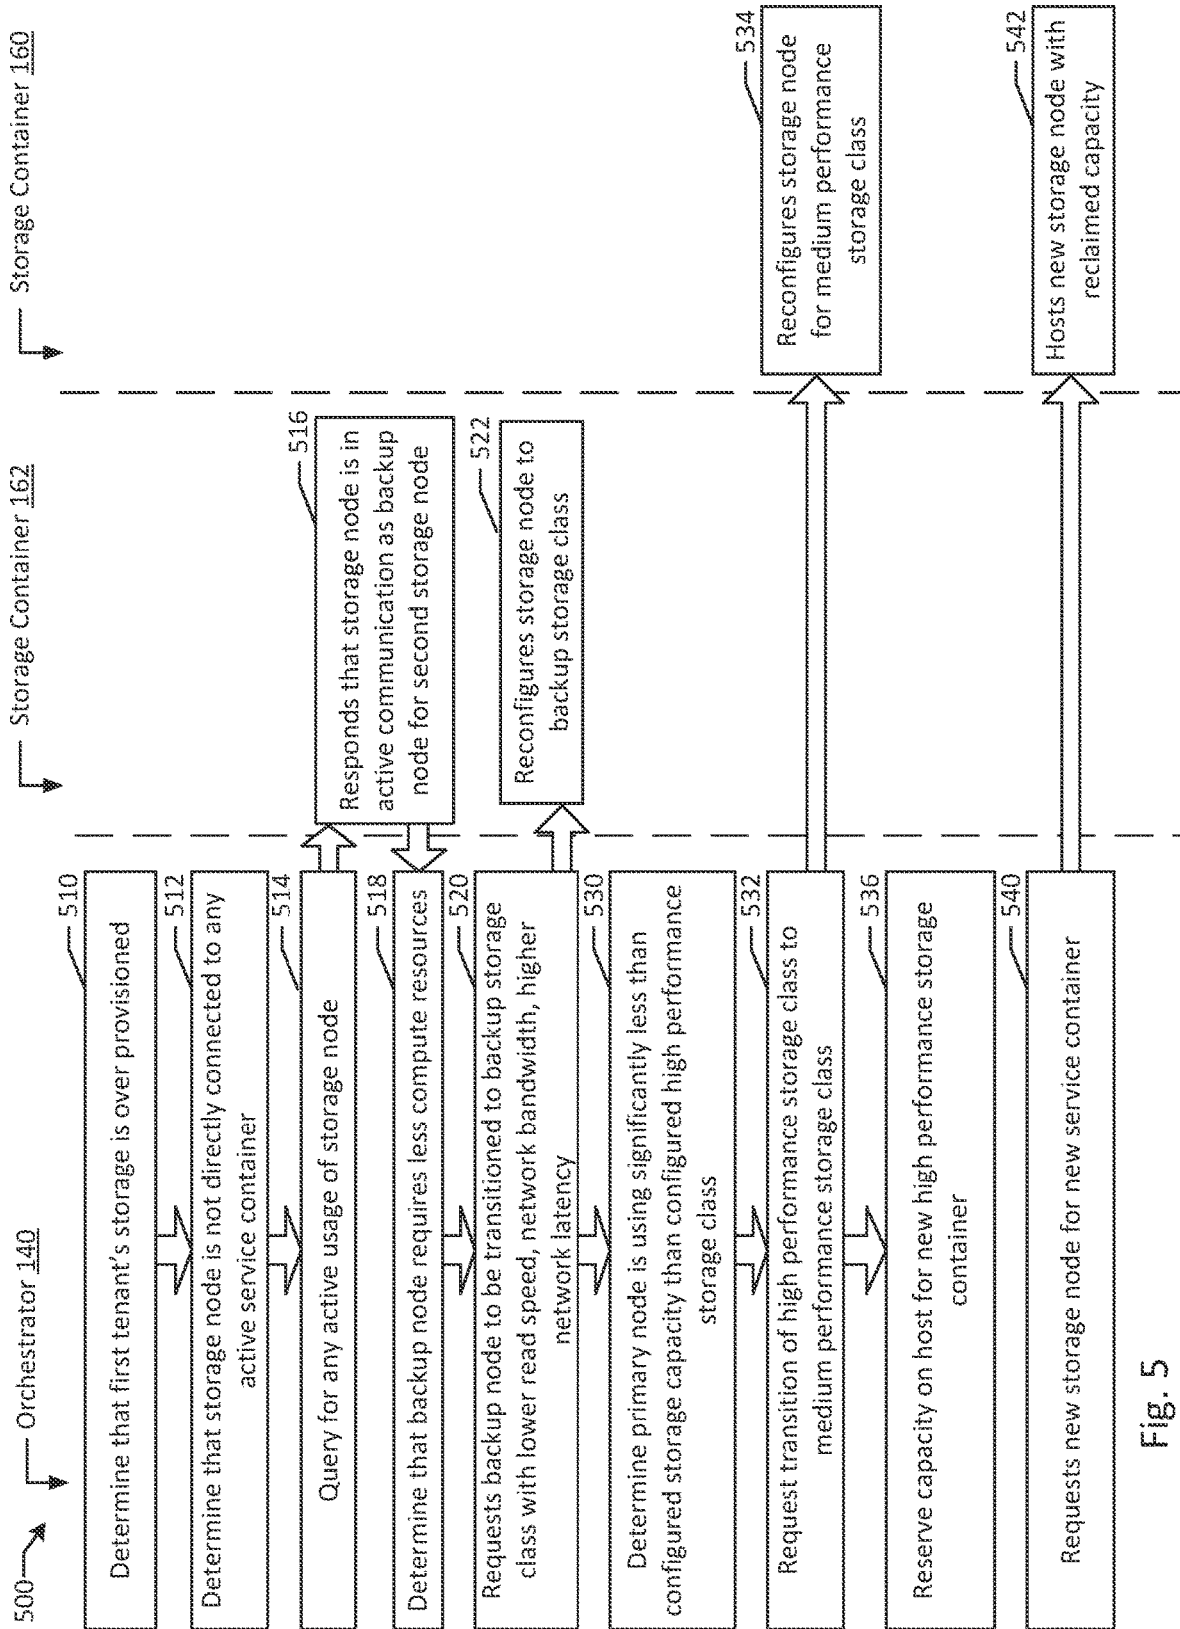 500
Orchestrator 140
Storage Container 162
Storage Container 160
510
Determine that first tenant's storage is over provisioned
512
Determine that storage node is not directly connected to any
active service container
514
Query for any active usage of storage node
516
Responds that storage node is in
active communication as backup
node for second storage node
518
Determine that backup node requires less compute resources
520
Requests backup node to be transitioned to backup storage
class with lower read speed, network bandwidth, higher
network latency
522
Reconfigures storage node to
backup storage class
530
Determine primary node is using significantly less than
configured storage capacity than configured high performance
storage class
532
Request transition of high performance storage class to
medium performance storage class
534
Reconfigures storage node
for medium performance
storage class
536
Reserve capacity on host for new high performance storage
container
540
Requests new storage node for new service container
542
Hosts new storage node with
reclaimed capacity
Fig. 5